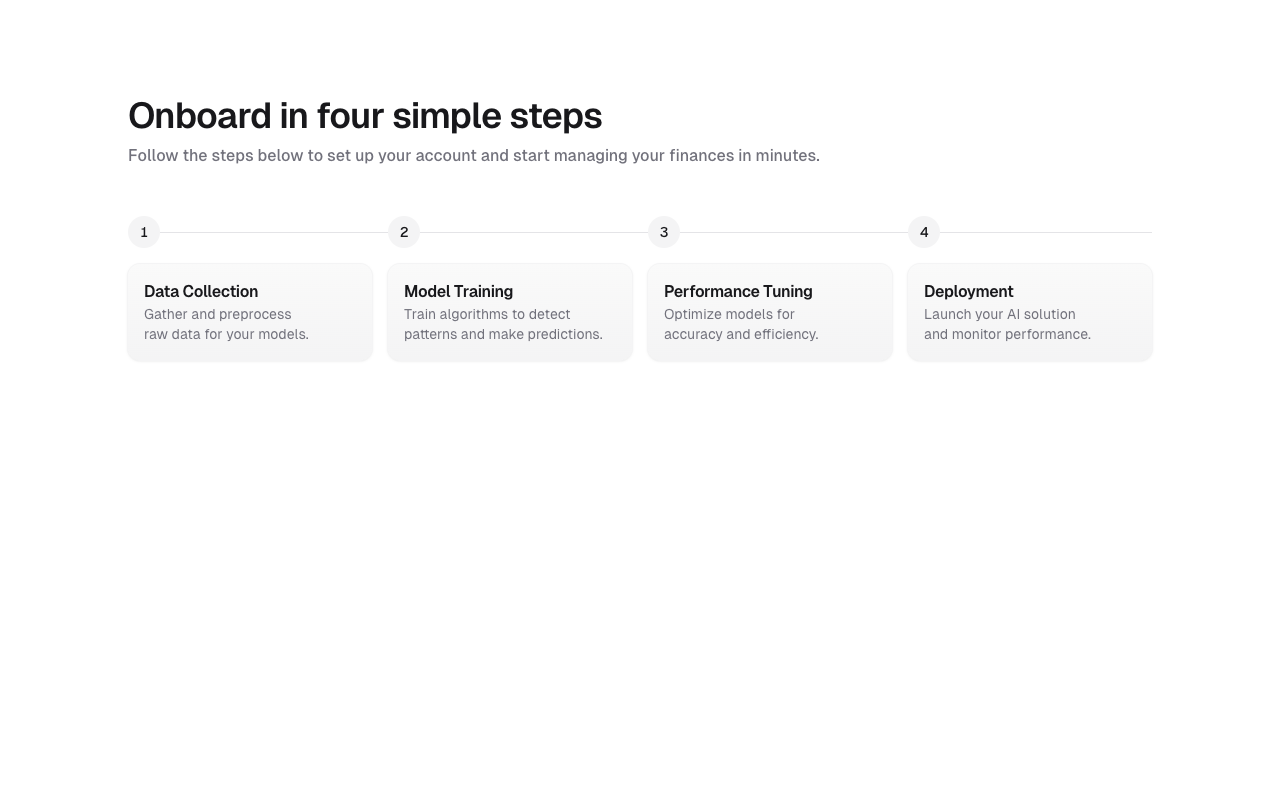 Onboard in four simple steps
Follow the steps below to set up your account and start managing your finances in minutes.
1
2
3
4
Data Collection
Gather and preprocess
raw data for your models.
Model Training
Train algorithms to detect
patterns and make predictions.
Performance Tuning
Optimize models for
accuracy and efficiency.
Deployment
Launch your AI solution
and monitor performance.